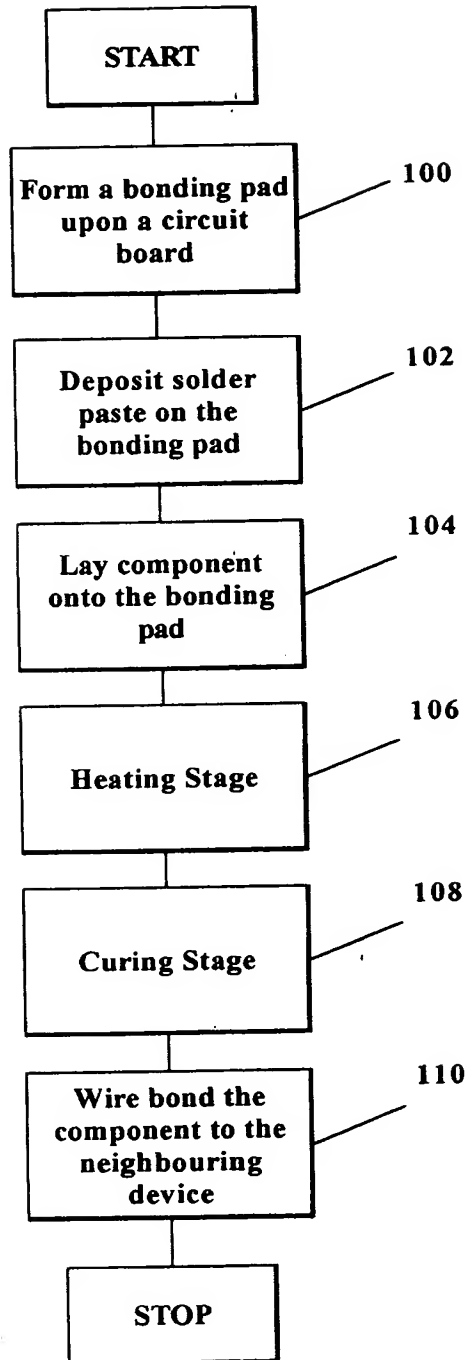 START
Form a bonding pad
upon a circuit
board
100
Deposit solder
paste on the
bonding pad
102
Lay component
onto the bonding
pad
104
Heating Stage
106
Curing Stage
108
Wire bond the
component to the
neighbouring
device
110
STOP